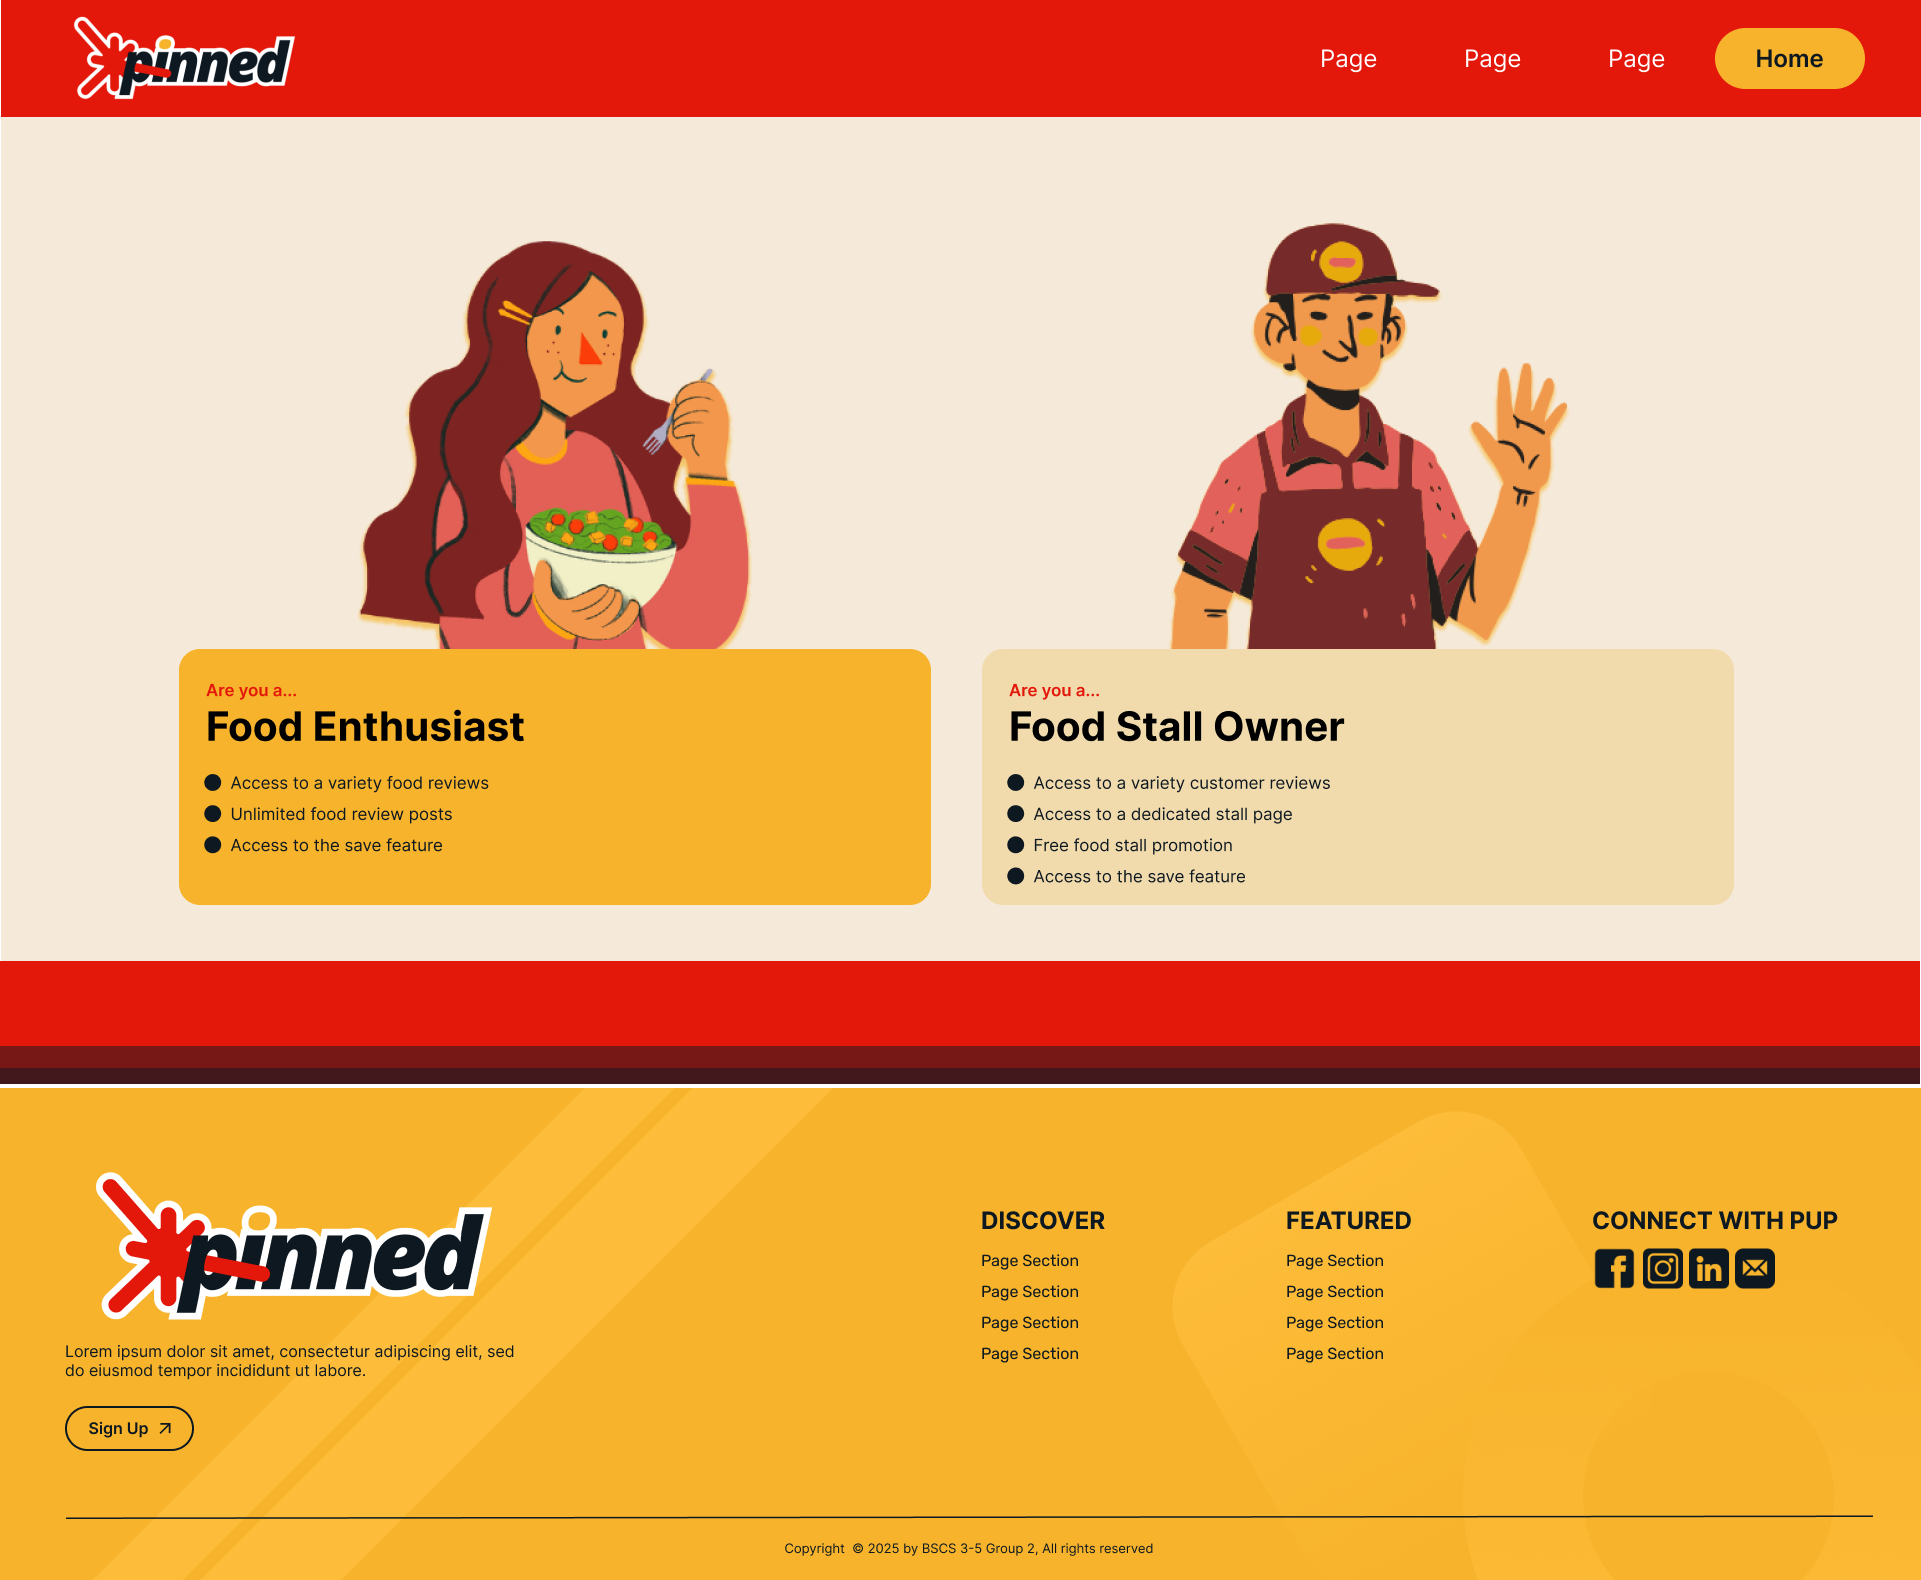 pinned
Page
Page
Page
Home
Are you a...
Food Enthusiast
Access to a variety food reviews
Unlimited food review posts
Access to the save feature
Are you a...
Food Stall Owner
Access to a variety customer reviews
Access to a dedicated stall page
Free food stall promotion
Access to the save feature
pinned
Lorem ipsum dolor sit amet, consectetur adipiscing elit, sed
do eiusmod tempor incididunt ut labore.
Sign Up
DISCOVER
Page Section
Page Section
Page Section
Page Section
FEATURED
Page Section
Page Section
Page Section
Page Section
CONNECT WITH PUP
Copyright © 2025 by BSCS 3-5 Group 2, All rights reserved